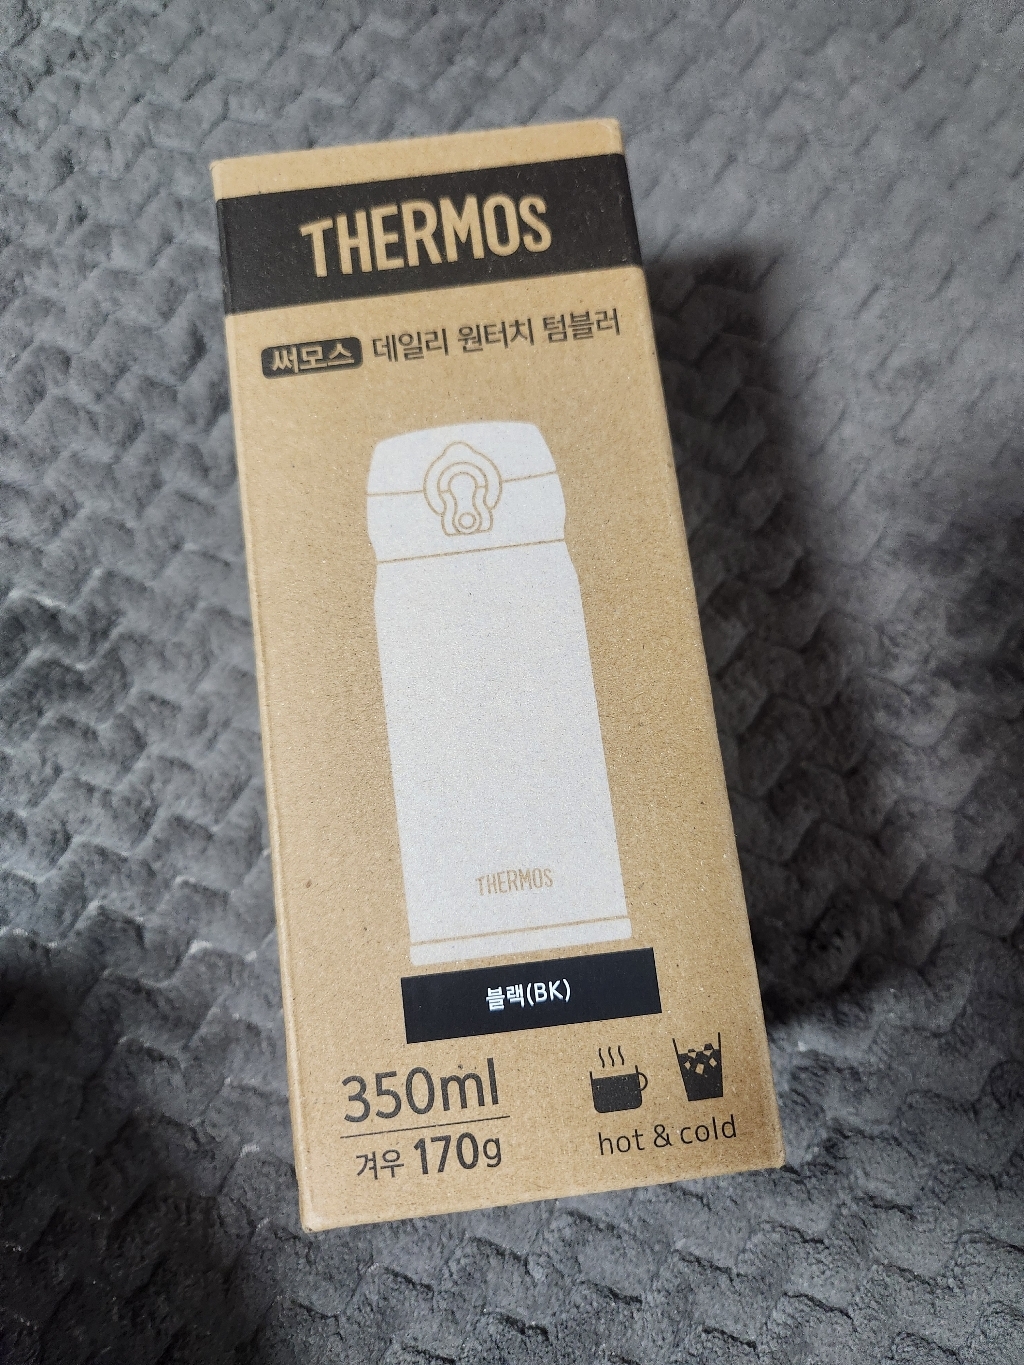 THERMOS
써모스 데일리 원터치 텀블러
THERMOS
블랙(BK)
350ml
겨우 170g
hot & cold